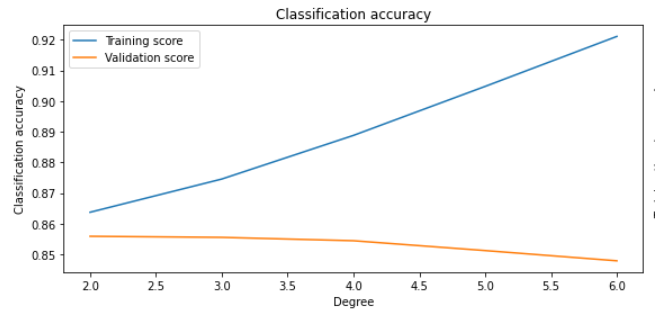 Classification accuracy
Training score
Validation score
0.92
0.91
0.90
0.89
0.88
0.87
0.86
0.85
Classification accuracy
2.0 2.5 3.0 3.5 4.0 4.5 5.0 5.5 6.0
Degree